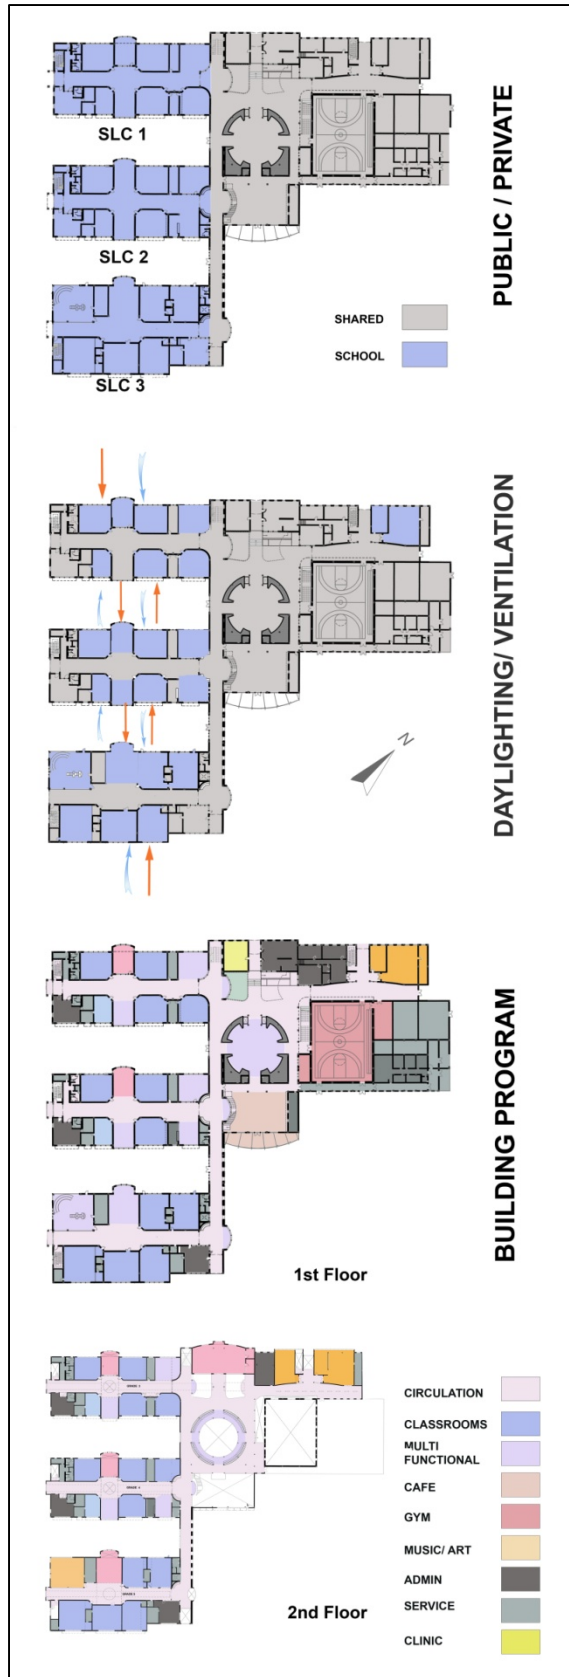 PUBLIC / PRIVATE
SLC 1
SLC 2
SLC 3
SHARED
SCHOOL
DAYLIGHTING/ VENTILATION
N
BUILDING PROGRAM
1st Floor
2nd Floor
CIRCULATION
CLASSROOMS
MULTI
FUNCTIONAL
CAFE
GYM
MUSIC/ ART
ADMIN
SERVICE
CLINIC